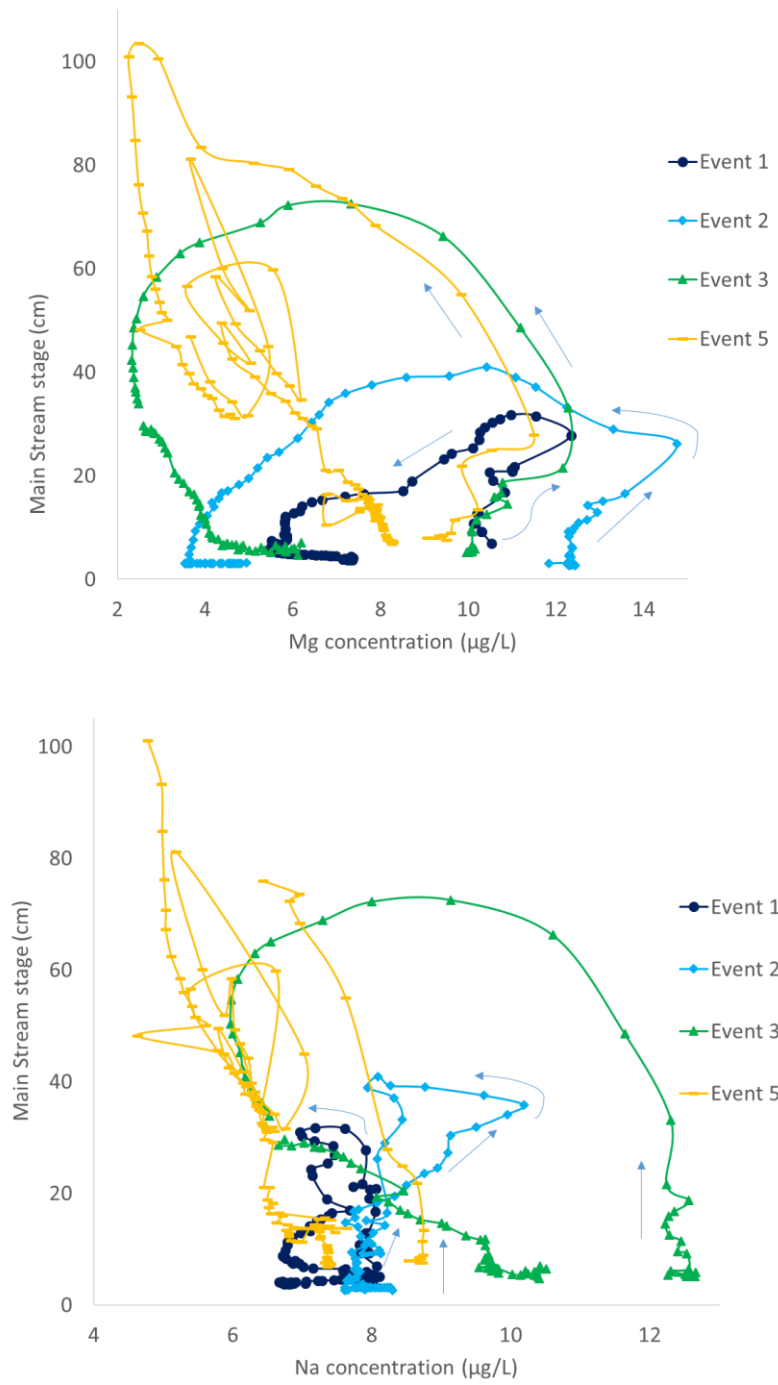 100
80
60
40
20
0
Main Stream stage (cm)
2 4 6 8 10 12 14
Mg concentration (µg/L)
Event 1
Event 2
Event 3
Event 5
100
80
60
40
20
0
Main Stream stage (cm)
4 6 8 10 12
Na concentration (µg/L)
Event 1
Event 2
Event 3
Event 5